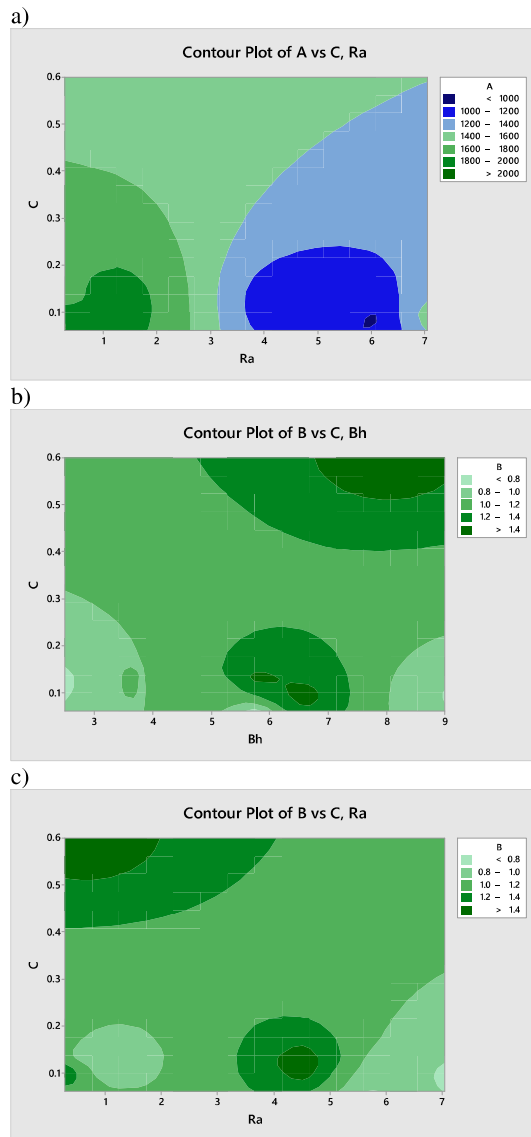 a)
Contour Plot of A vs C, Ra
0.6
0.5
0.4
0.3
0.2
0.1
C
1 2 3 4 5 6 7
Ra
A
< 1000
1000 – 1200
1200 – 1400
1400 – 1600
1600 – 1800
1800 – 2000
> 2000
b)
Contour Plot of B vs C, Bh
0.6
0.5
0.4
0.3
0.2
0.1
C
3 4 5 6 7 8 9
Bh
B
< 0.8
0.8 – 1.0
1.0 – 1.2
1.2 – 1.4
> 1.4
c)
Contour Plot of B vs C, Ra
0.6
0.5
0.4
0.3
0.2
0.1
C
1 2 3 4 5 6 7
Ra
B
< 0.8
0.8 – 1.0
1.0 – 1.2
1.2 – 1.4
> 1.4